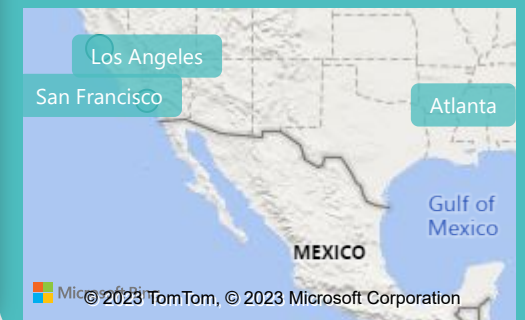 Los Angeles
San Francisco
Atlanta
Gulf of
Mexico
MEXICO
© 2023 TomTom, © 2023 Microsoft Corporation